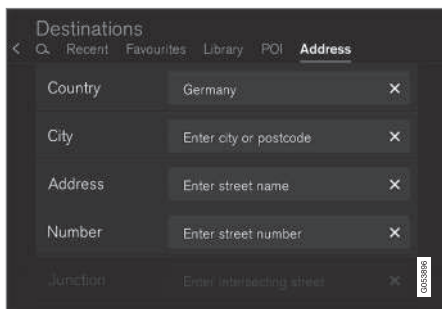 Destinations
Recent Favourites Library POI Address
Country Germany
City Enter city or postcode
Address Enter street name
Number Enter street number
Junction Enter intersecting street
G053896